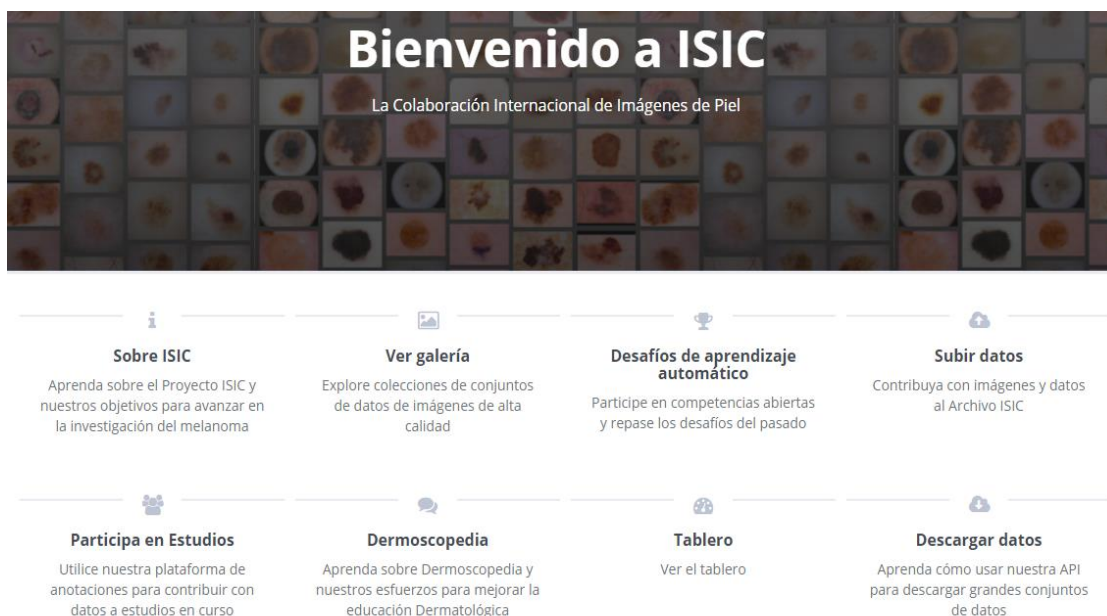 Bienvenido a ISIC
La Colaboración Internacional de Imágenes de Piel
Sobre ISIC
Aprenda sobre el Proyecto ISIC y
nuestros objetivos para avanzar en
la investigación del melanoma
Ver galería
Explore colecciones de conjuntos
de datos de imágenes de alta
calidad
Desafíos de aprendizaje
automático
Participe en competencias abiertas
y repase los desafíos del pasado
Subir datos
Contribuya con imágenes y datos
al Archivo ISIC
Participa en Estudios
Utilice nuestra plataforma de
anotaciones para contribuir con
datos a estudios en curso
Dermoscopedia
Aprenda sobre Dermoscopedia y
nuestros esfuerzos para mejorar la
educación Dermatológica
Tablero
Ver el tablero
Descargar datos
Aprenda cómo usar nuestra API
para descargar grandes conjuntos
de datos